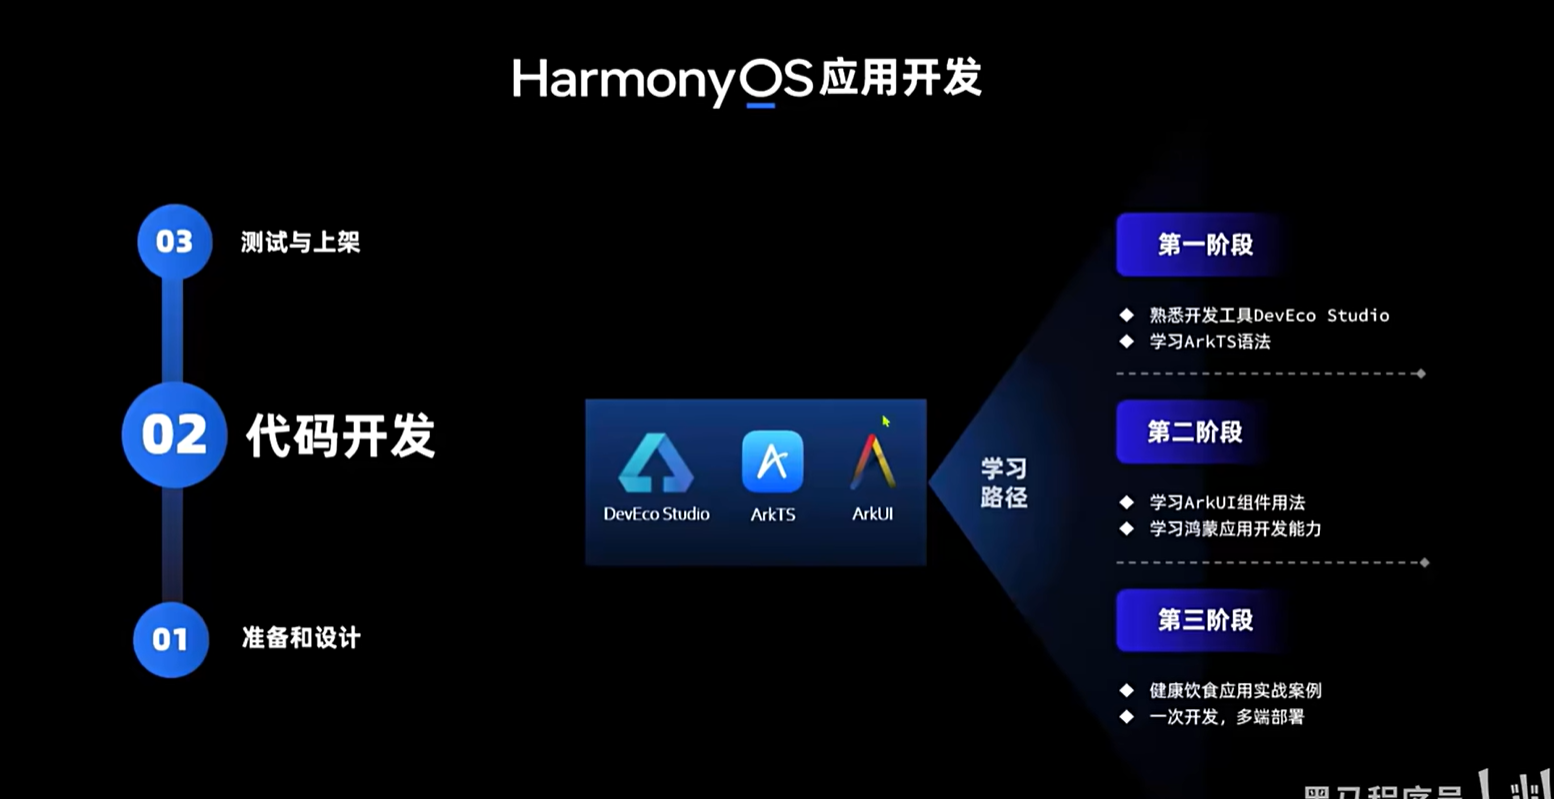 HarmonyOS应用开发
03
测试与上架
02
代码开发
01
准备和设计
DevEco Studio
ArkTS
ArkUI
学习
路径
第一阶段
熟悉开发工具DevEco Studio
学习ArkTS语法
第二阶段
学习ArkUI组件用法
学习鸿蒙应用开发能力
第三阶段
健康饮食应用实战案例
一次开发，多端部署
黑马程序员